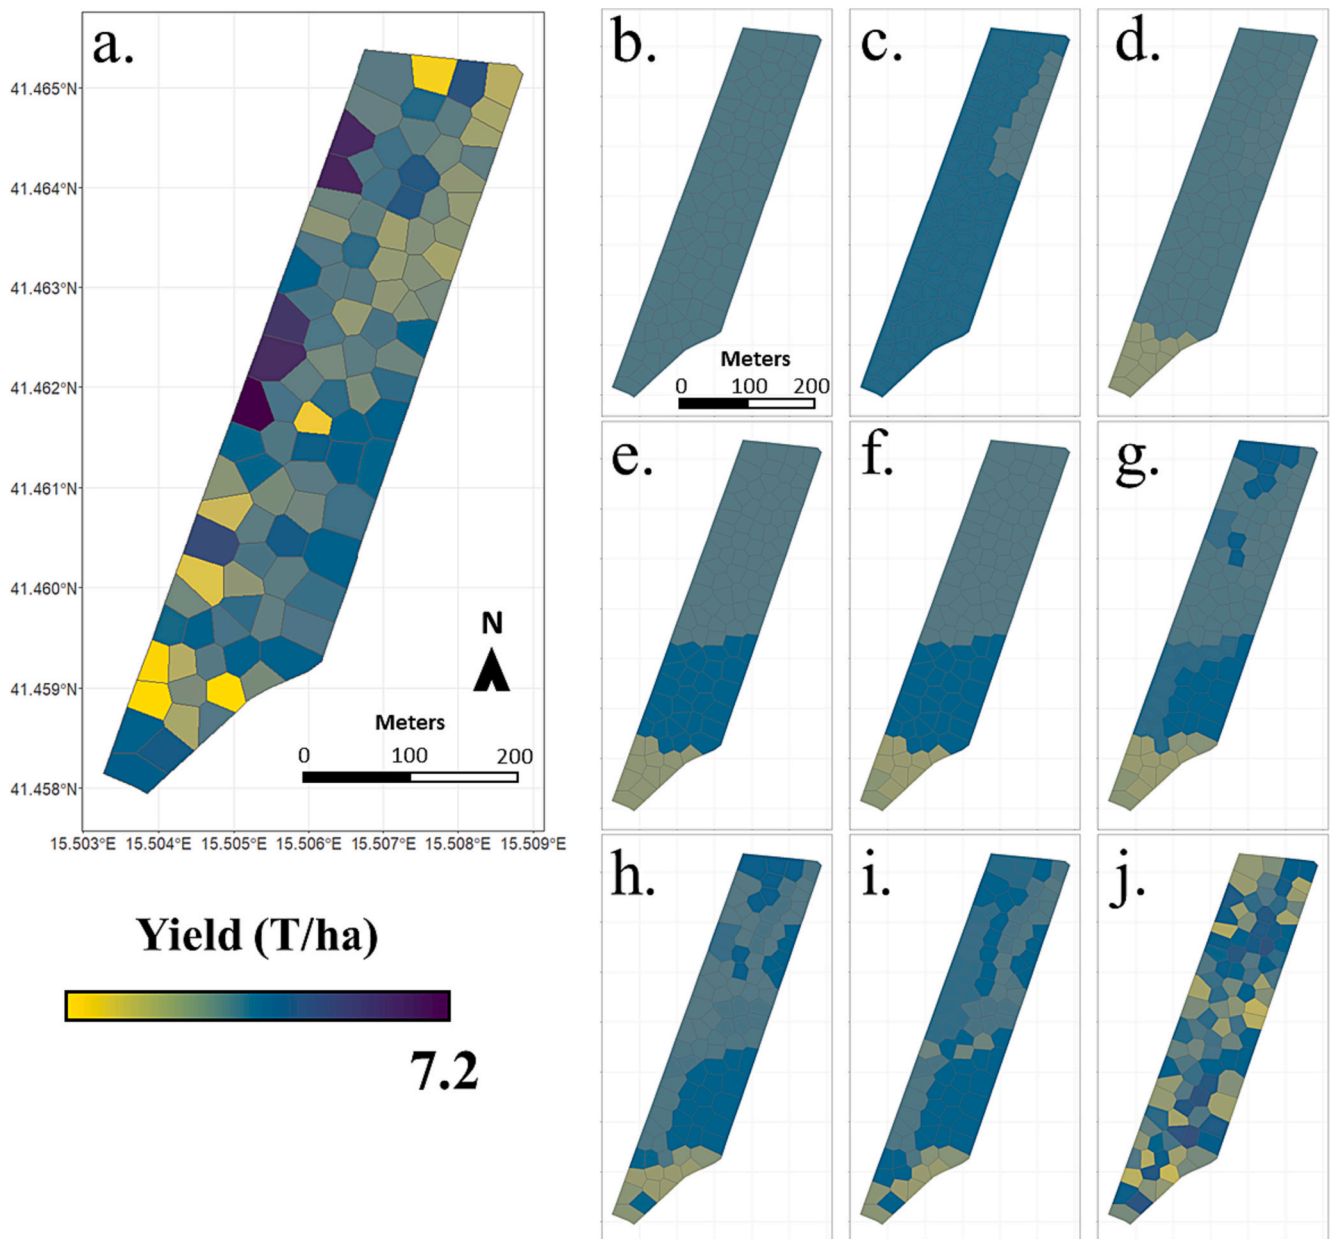 a.
41.465°N
41.464°N
41.463°N
41.462°N
41.461°N
41.460°N
41.459°N
41.458°N
N
Meters
0 100 200
15.503°E 15.504°E 15.505°E 15.506°E 15.507°E 15.508°E 15.509°E
Yield (T/ha)
7.2
b.
Meters
0 100 200
c.
d.
e.
f.
g.
h.
i.
j.